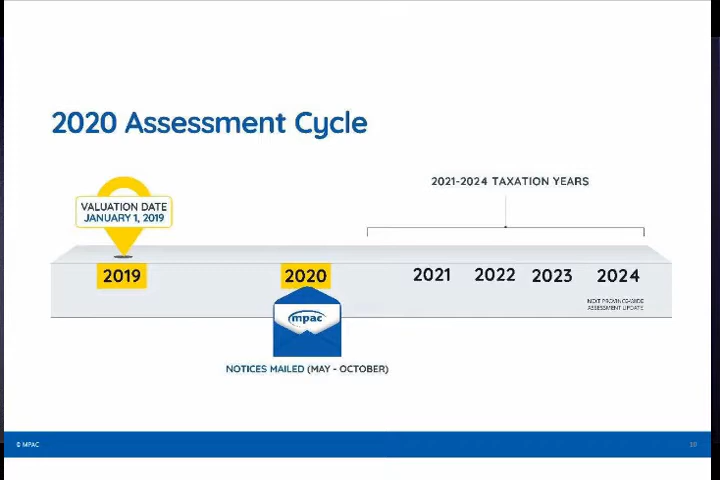 2020 Assessment Cycle
2021-2024 TAXATION YEARS
VALUATION DATE
JANUARY 1, 2019
2019
2020
2021
2022
2023
2024
NEXT PROVINCE-WIDE
ASSESSMENT UPDATE
mpac
NOTICES MAILED (MAY - OCTOBER)
© MPAC